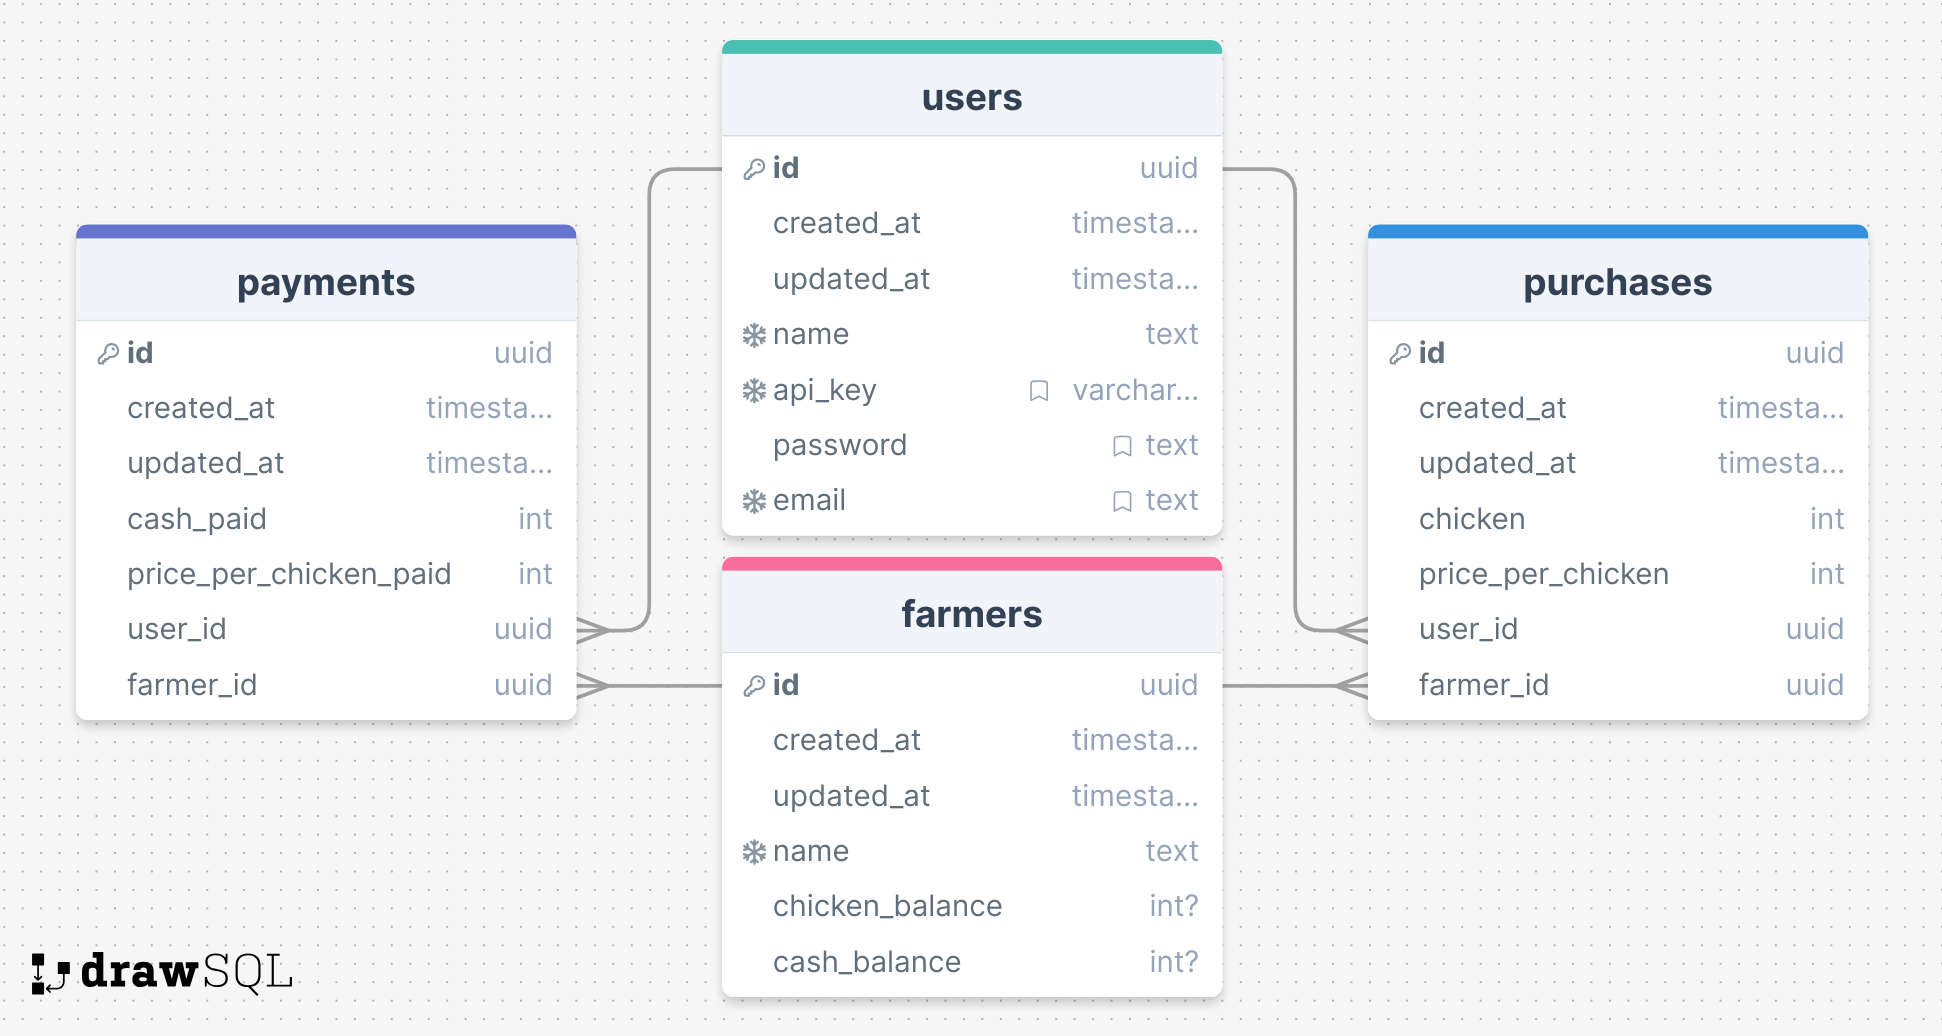 users
id uuid
created_at timesta...
updated_at timesta...
name text
api_key varchar...
password text
email text
payments
id uuid
created_at timesta...
updated_at timesta...
cash_paid int
price_per_chicken_paid int
user_id uuid
farmer_id uuid
farmers
id uuid
created_at timesta...
updated_at timesta...
name text
chicken_balance int?
cash_balance int?
purchases
id uuid
created_at timesta...
updated_at timesta...
chicken int
price_per_chicken int
user_id uuid
farmer_id uuid
drawSQL